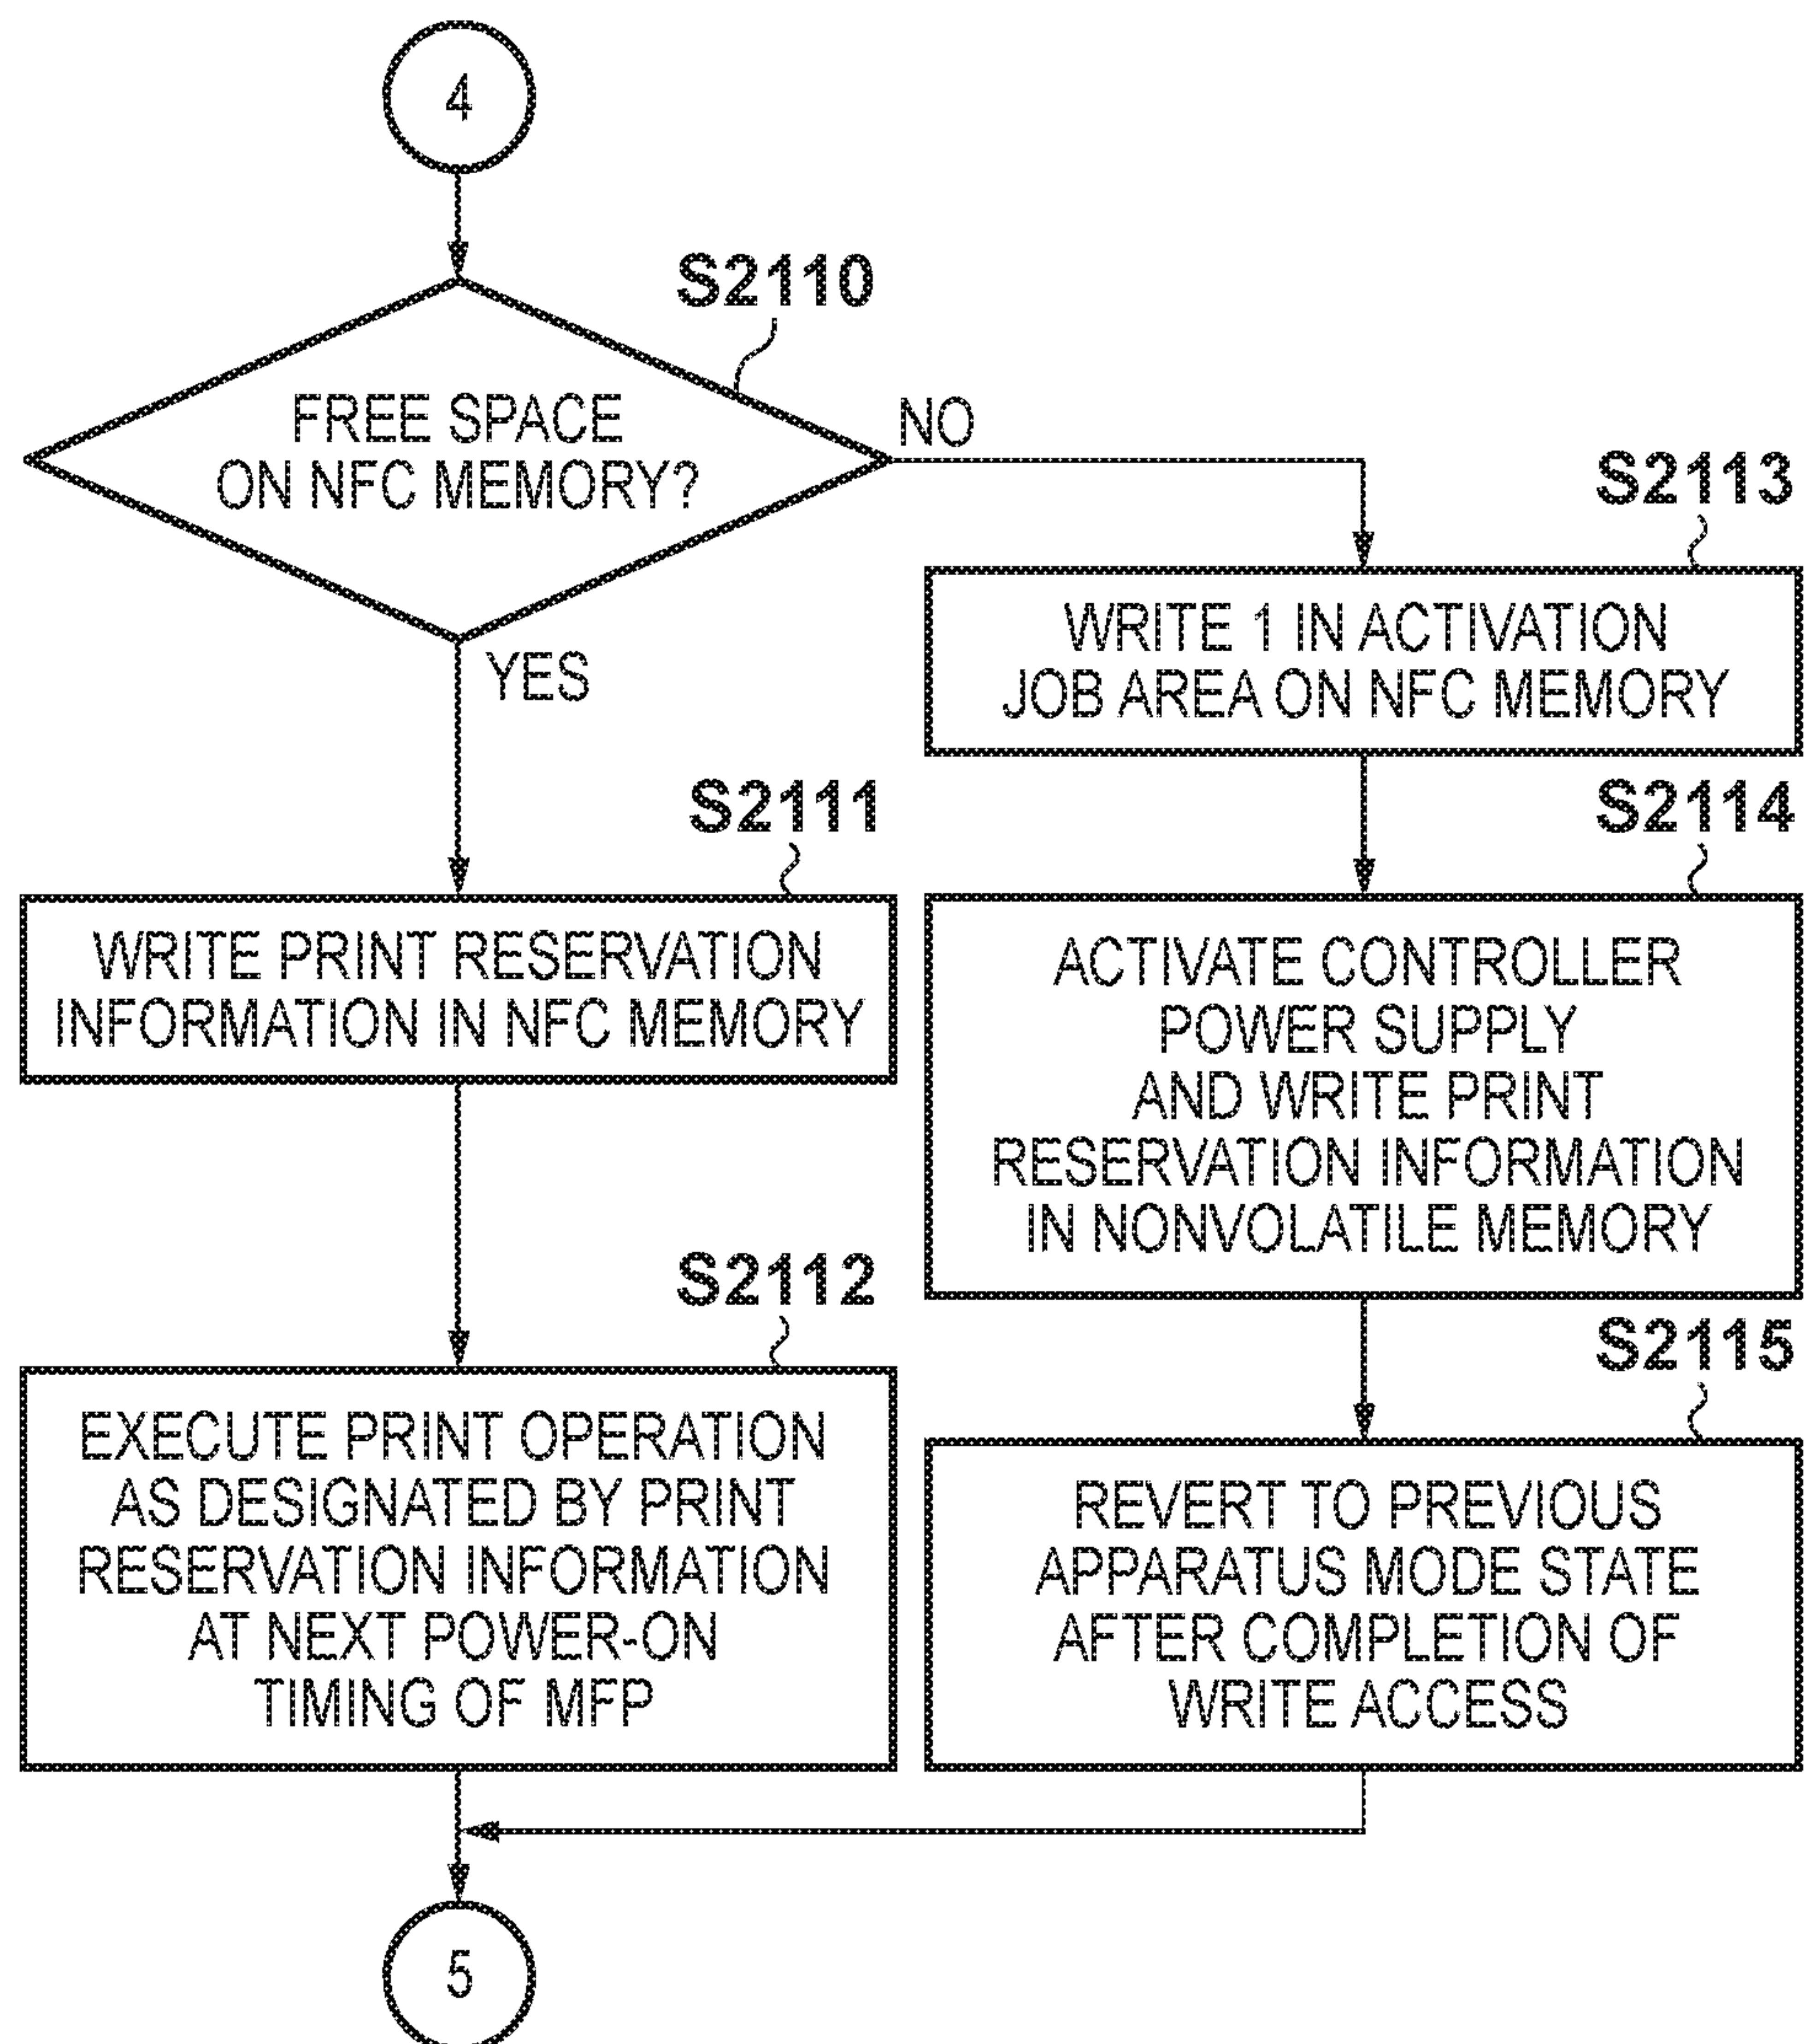 4
S2110
FREE SPACE
ON NFC MEMORY?
NO
YES
S2111
WRITE PRINT RESERVATION
INFORMATION IN NFC MEMORY
S2112
EXECUTE PRINT OPERATION
AS DESIGNATED BY PRINT
RESERVATION INFORMATION
AT NEXT POWER-ON
TIMING OF MFP
S2113
WRITE 1 IN ACTIVATION
JOB AREA ON NFC MEMORY
S2114
ACTIVATE CONTROLLER
POWER SUPPLY
AND WRITE PRINT
RESERVATION INFORMATION
IN NONVOLATILE MEMORY
S2115
REVERT TO PREVIOUS
APPARATUS MODE STATE
AFTER COMPLETION OF
WRITE ACCESS
5